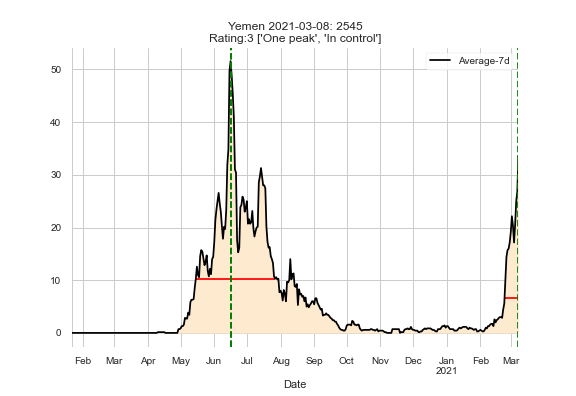 Yemen 2021-03-08: 2545
Rating:3 ['One peak', 'In control']
Average-7d
50
40
30
20
10
0
Feb Mar Apr May Jun Jul Aug Sep Oct Nov Dec Jan Feb Mar
2021
Date